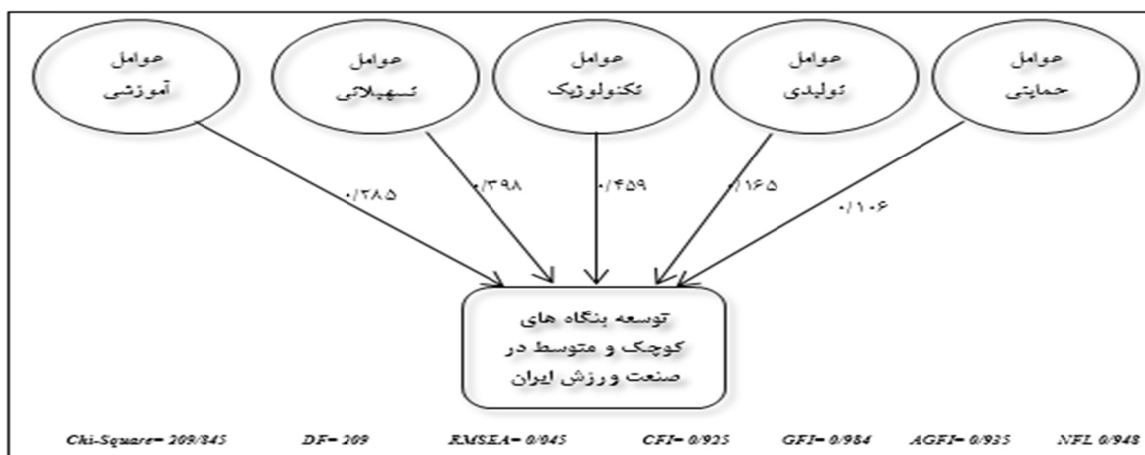 عوامل
حمایتی
عوامل
تولیدی
عوامل
تکنولوژیک
عوامل
تسهیلاتی
عوامل
آموزشی
۰/۱۰۶
۰/۱۶۵
۰/۴۵۹
۰/۳۹۸
۰/۲۸۵
توسعه بنگاه های
کوچک و متوسط در
صنعت ورزش ایران
Chi-Square= 209/845 DF= 209 RMSEA= 0/045 CFI= 0/925 GFI= 0/984 AGFI= 0/935 NFL 0/948